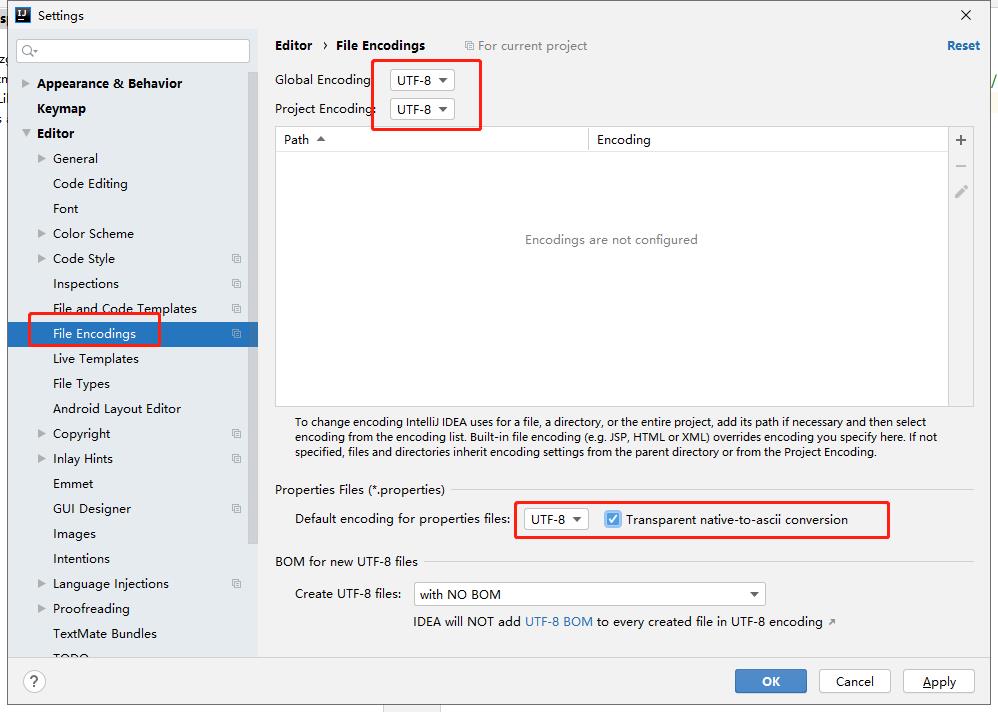 Settings
Editor › File Encodings
For current project
Reset
Appearance & Behavior
Keymap
Editor
General
Code Editing
Font
Color Scheme
Code Style
Inspections
File and Code Templates
File Encodings
Live Templates
File Types
Android Layout Editor
Copyright
Inlay Hints
Emmet
GUI Designer
Images
Intentions
Language Injections
Proofreading
TextMate Bundles
TODO
Global Encoding: UTF-8
Project Encoding: UTF-8
Path Encoding
Encodings are not configured
To change encoding IntelliJ IDEA uses for a file, a directory, or the entire project, add its path if necessary and then select
encoding from the encoding list. Built-in file encoding (e.g. JSP, HTML or XML) overrides encoding you specify here. If not
specified, files and directories inherit encoding settings from the parent directory or from the Project Encoding.
Properties Files (*.properties)
Default encoding for properties files: UTF-8 Transparent native-to-ascii conversion
BOM for new UTF-8 files
Create UTF-8 files: with NO BOM
IDEA will NOT add UTF-8 BOM to every created file in UTF-8 encoding
?
OK Cancel Apply